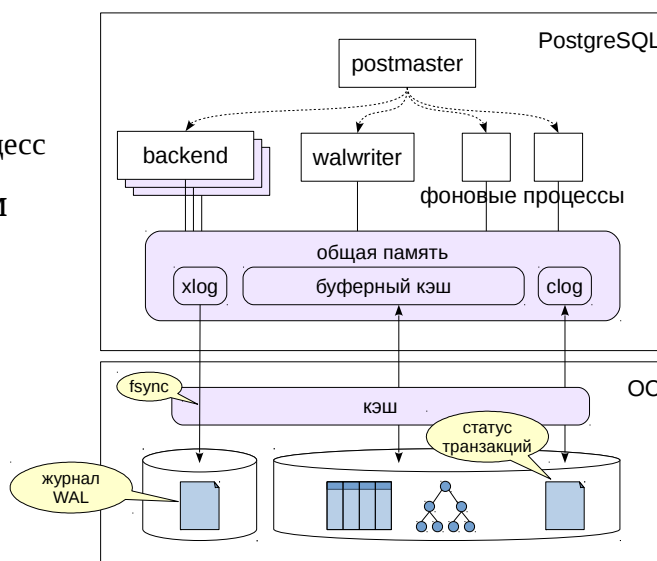 PostgreSQL
postmaster
цесс
backend
walwriter
фоновые процессы
общая память
xlog
буферный кэш
clog
fsync
ОС
кэш
статус
транзакций
журнал
WAL